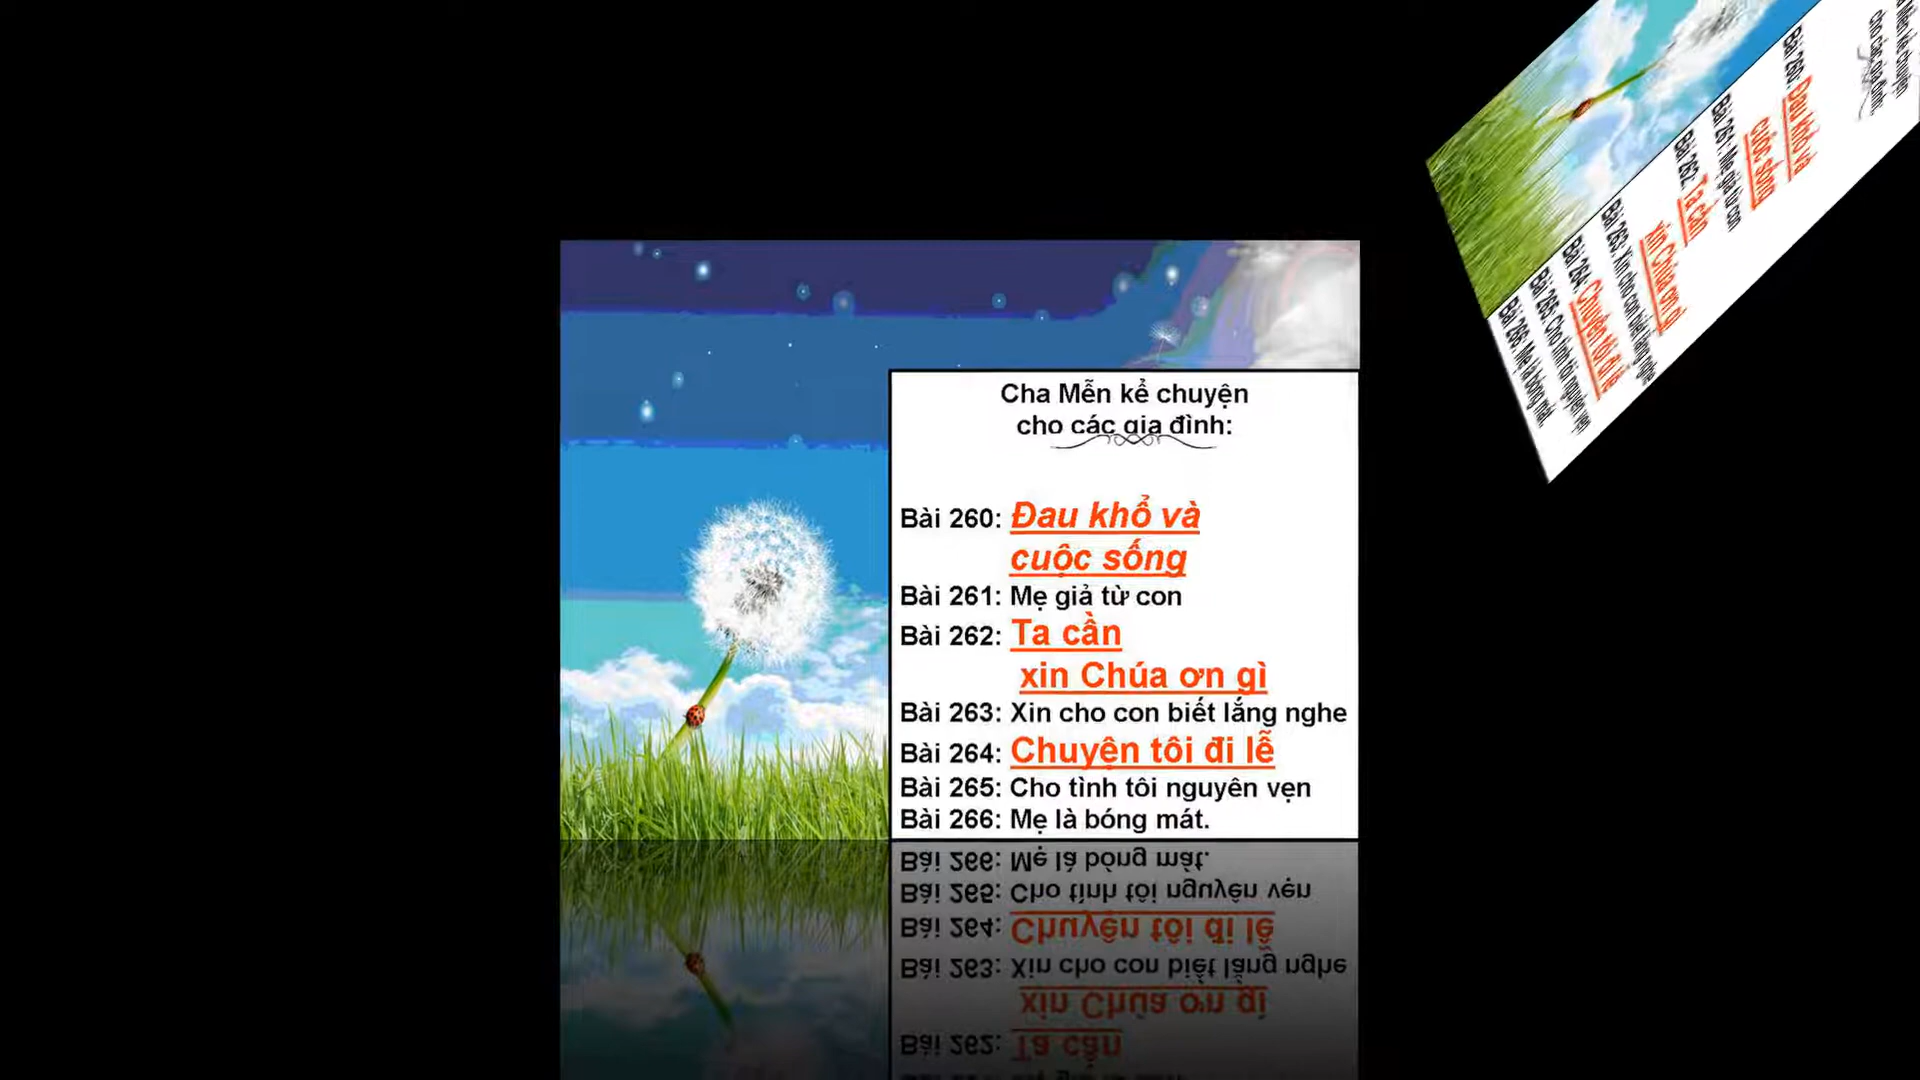 Cha Mễn kể chuyện
cho các gia đình:
Bài 260: Đau khổ và
cuộc sống
Bài 261: Mẹ giả từ con
Bài 262: Ta cần
xin Chúa ơn gì
Bài 263: Xin cho con biết lắng nghe
Bài 264: Chuyện tôi đi lễ
Bài 265: Cho tình tôi nguyên vẹn
Bài 266: Mẹ là bóng mát.